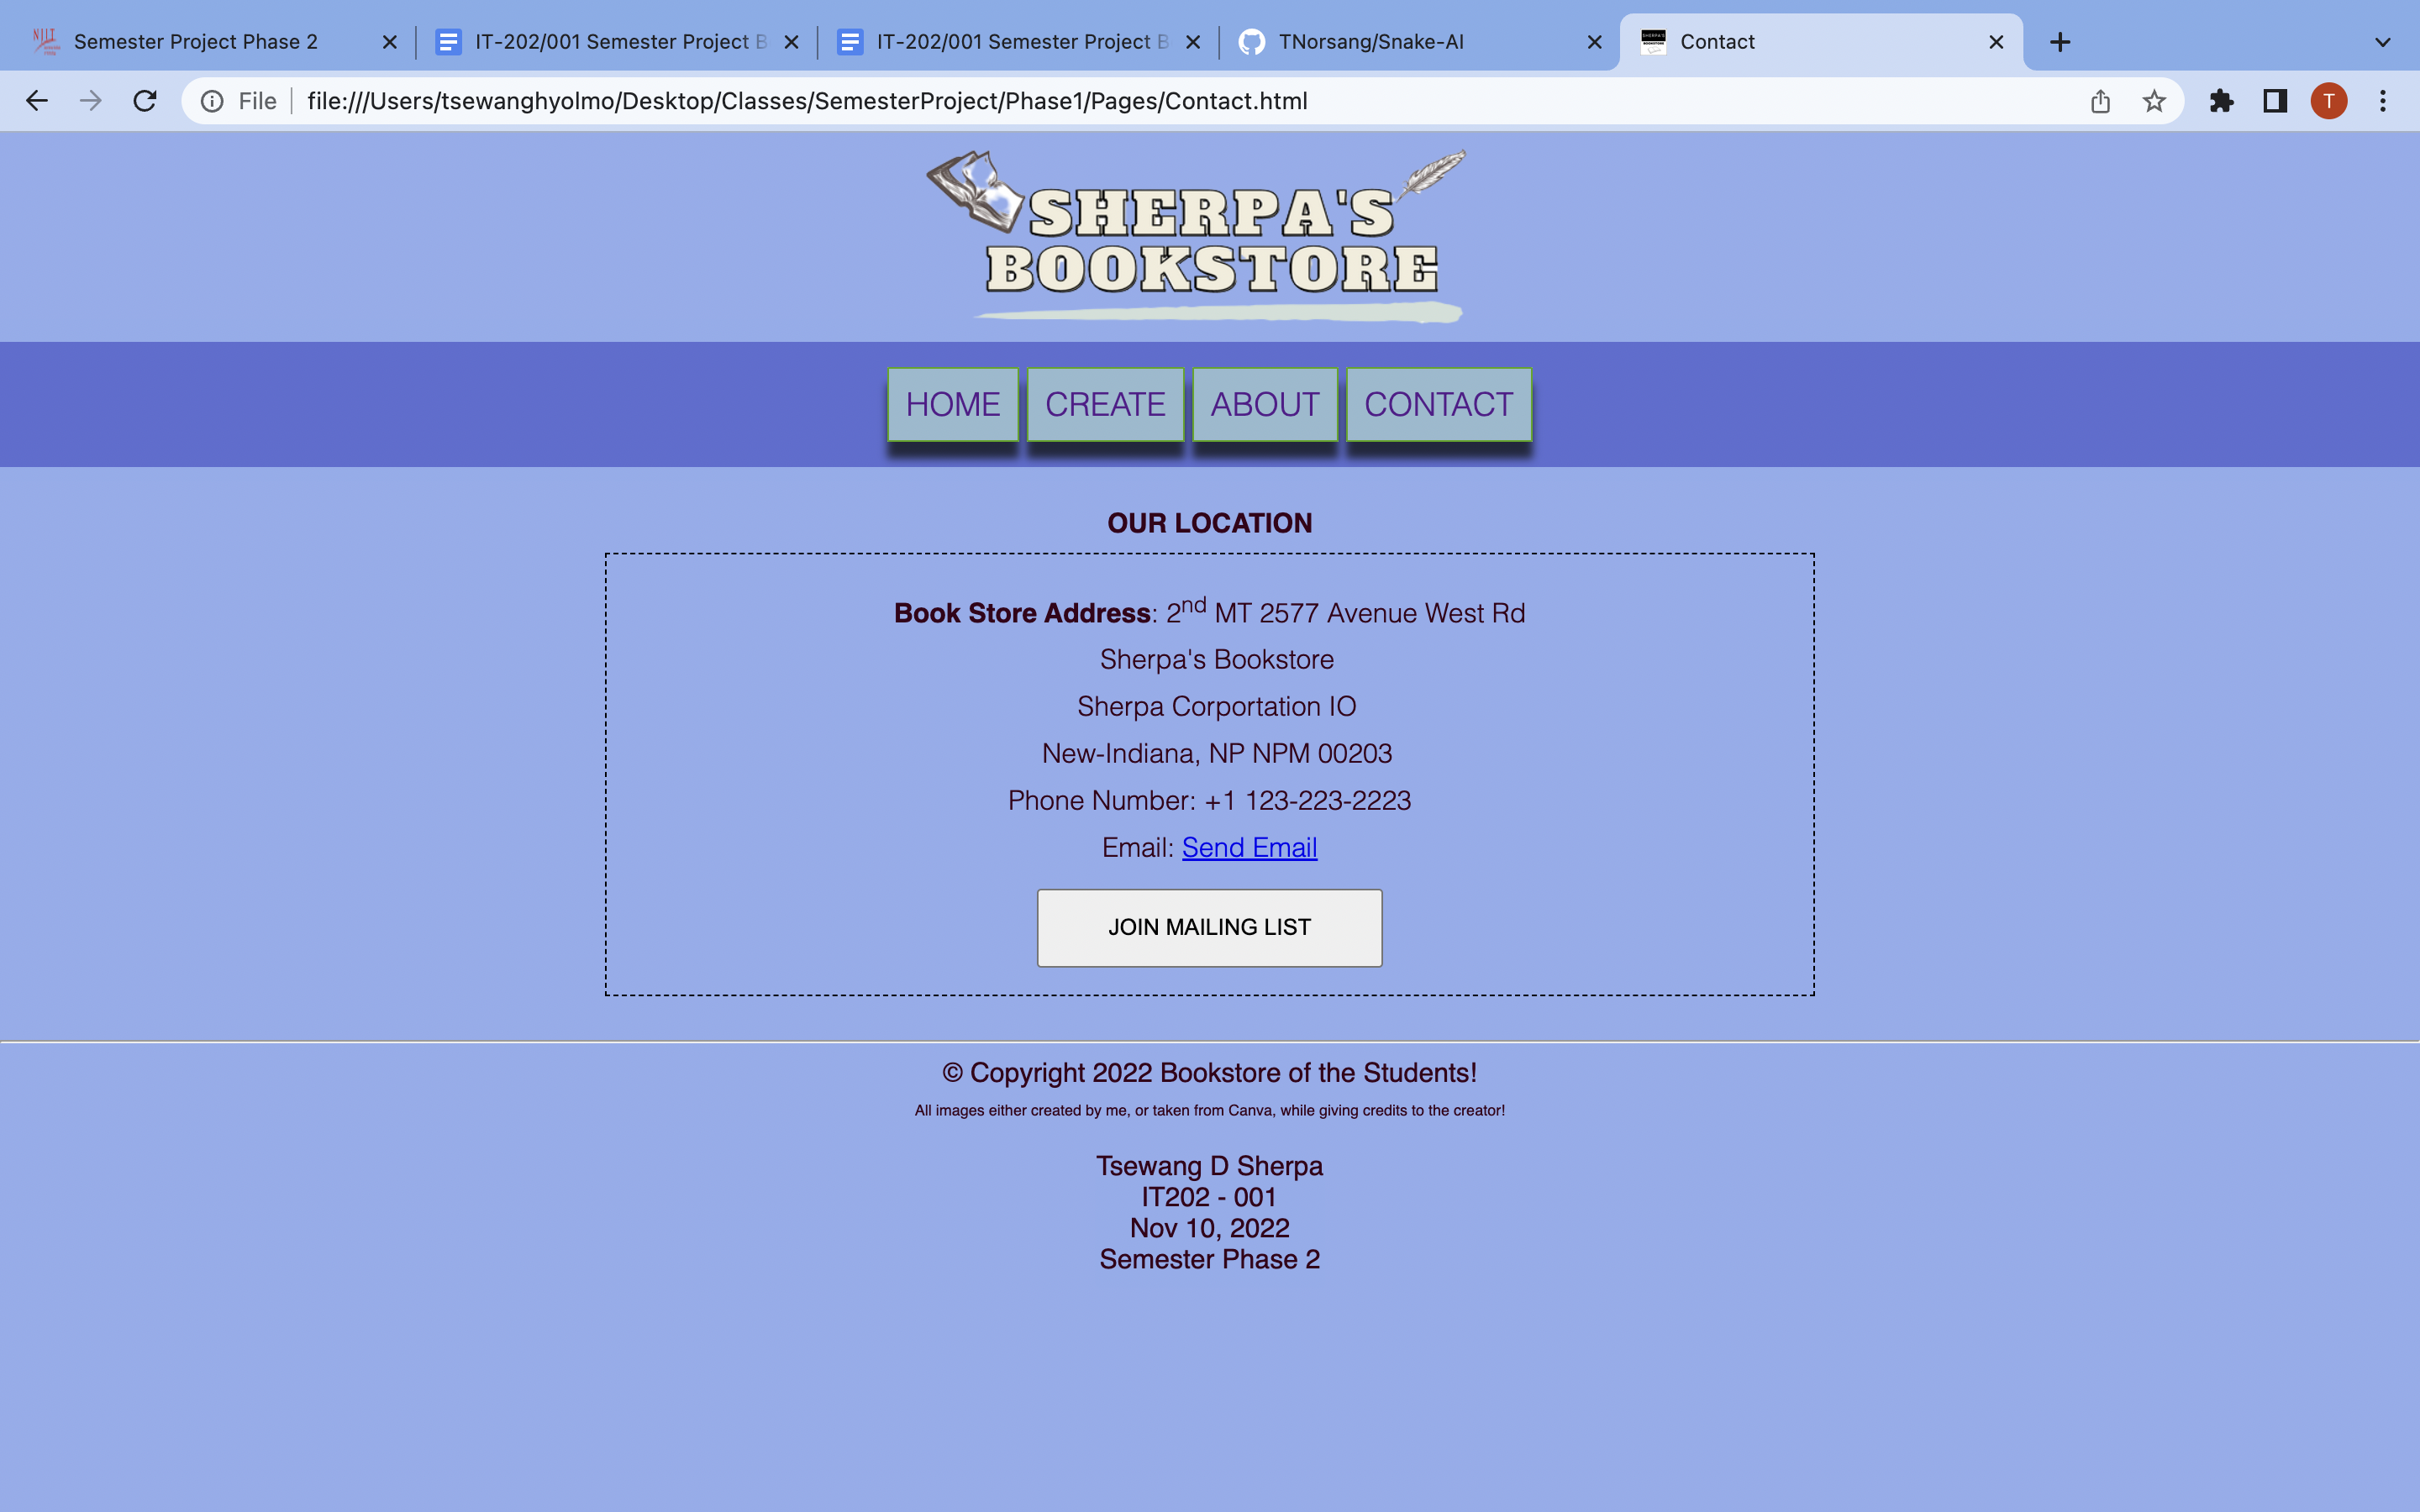 Semester Project Phase 2
IT-202/001 Semester Project B
IT-202/001 Semester Project B
TNorsang/Snake-AI
Contact
File
file:///Users/tsewanghyolmo/Desktop/Classes/SemesterProject/Phase1/Pages/Contact.html
T
SHERPA'S
BOOKSTORE
HOME CREATE ABOUT CONTACT
OUR LOCATION
Book Store Address: 2nd MT 2577 Avenue West Rd
Sherpa's Bookstore
Sherpa Corportation IO
New-Indiana, NP NPM 00203
Phone Number: +1 123-223-2223
Email: Send Email
JOIN MAILING LIST
© Copyright 2022 Bookstore of the Students!
All images either created by me, or taken from Canva, while giving credits to the creator!
Tsewang D Sherpa
IT202 - 001
Nov 10, 2022
Semester Phase 2